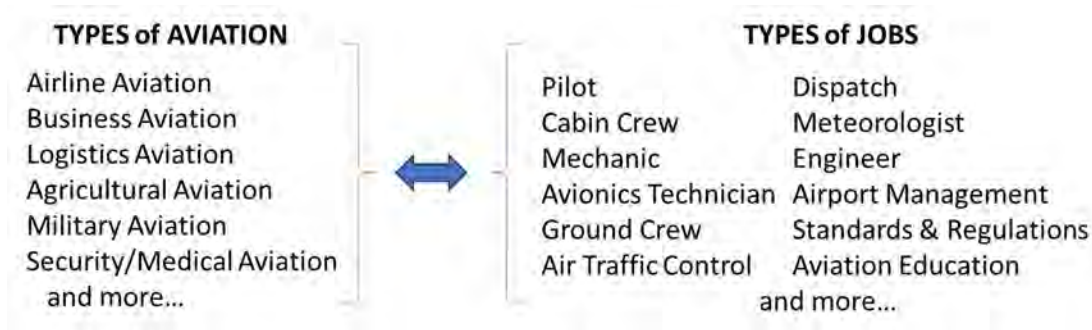 TYPES of AVIATION
Airline Aviation
Business Aviation
Logistics Aviation
Agricultural Aviation
Military Aviation
Security/Medical Aviation
and more...
TYPES of JOBS
Pilot
Cabin Crew
Mechanic
Avionics Technician
Ground Crew
Air Traffic Control
Dispatch
Meteorologist
Engineer
Airport Management
Standards & Regulations
Aviation Education
and more...